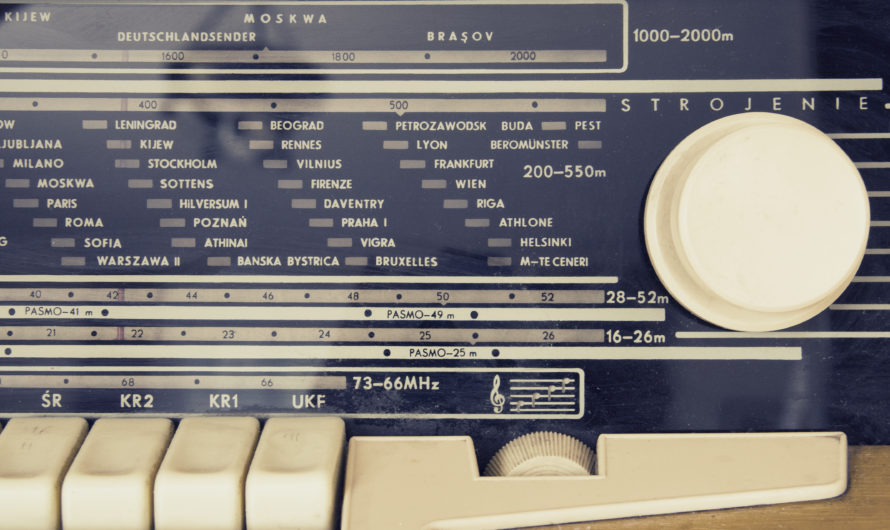 KIJEW MOSKWA
DEUTSCHLANDSENDER BRAŞOV 1000–2000m
1600 1800 2000
400 500 STROJENIE
LENINGRAD BEOGRAD PETROZAWODSK BUDA PEST
KIJEW RENNES LYON BEROMÜNSTER
MILANO STOCKHOLM VILNIUS FRANKFURT 200–550m
MOSKWA SOTTENS FIRENZE WIEN
PARIS HILVERSUM I DAVENTRY RIGA
ROMA POZNAŃ PRAHA I ATHLONE
SOFIA ATHINAI VIGRA HELSINKI
WARSZAWA II BANSKA BYSTRICA BRUXELLES M–TE CENERI
40 42 44 46 48 50 52 28–52m
PASMO–41 m PASMO–49 m
21 22 23 24 25 26 16–26m
PASMO–25 m
68 66 73–66MHz
ŚR KR2 KR1 UKF